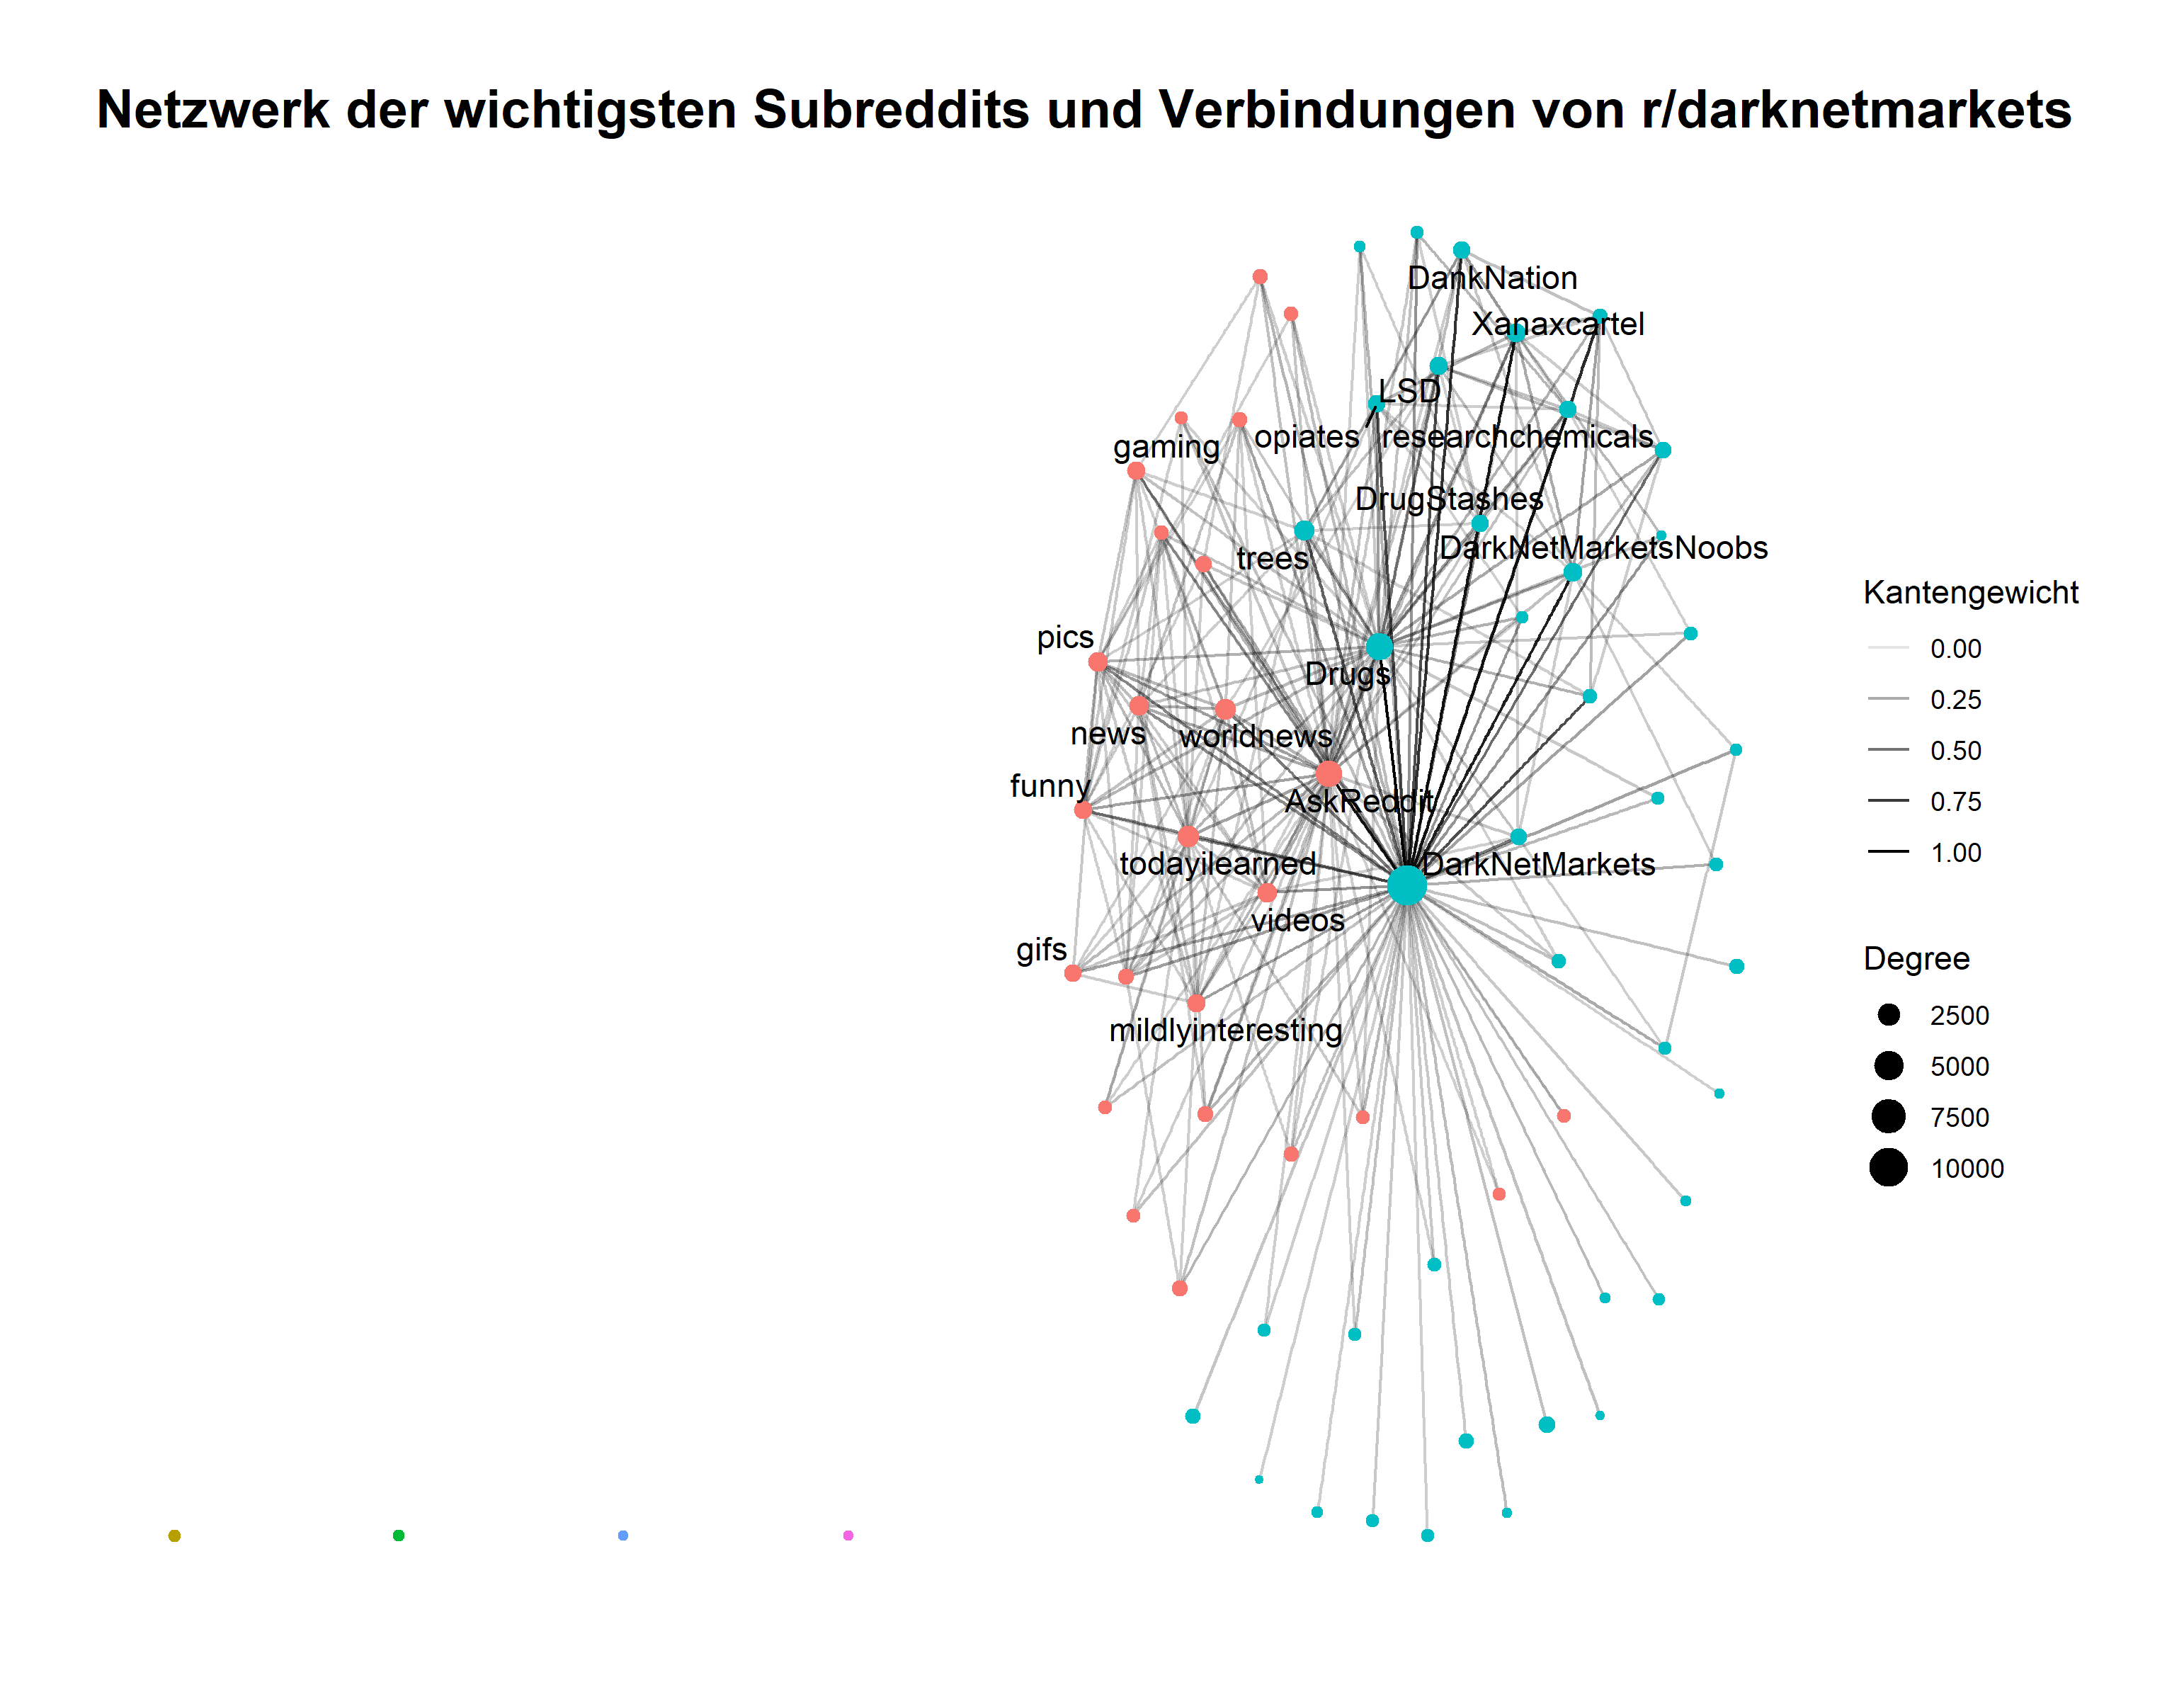 Netzwerk der wichtigsten Subreddits und Verbindungen von r/darknetmarkets
DankNation
Xanaxcartel
LSD
opiates
researchchemicals
gaming
DrugStashes
trees
DarkNetMarketsNoobs
pics
Drugs
news
worldnews
funny
AskReddit
todayilearned
DarkNetMarkets
videos
gifs
mildlyinteresting
Kantengewicht
0.00
0.25
0.50
0.75
1.00
Degree
2500
5000
7500
10000